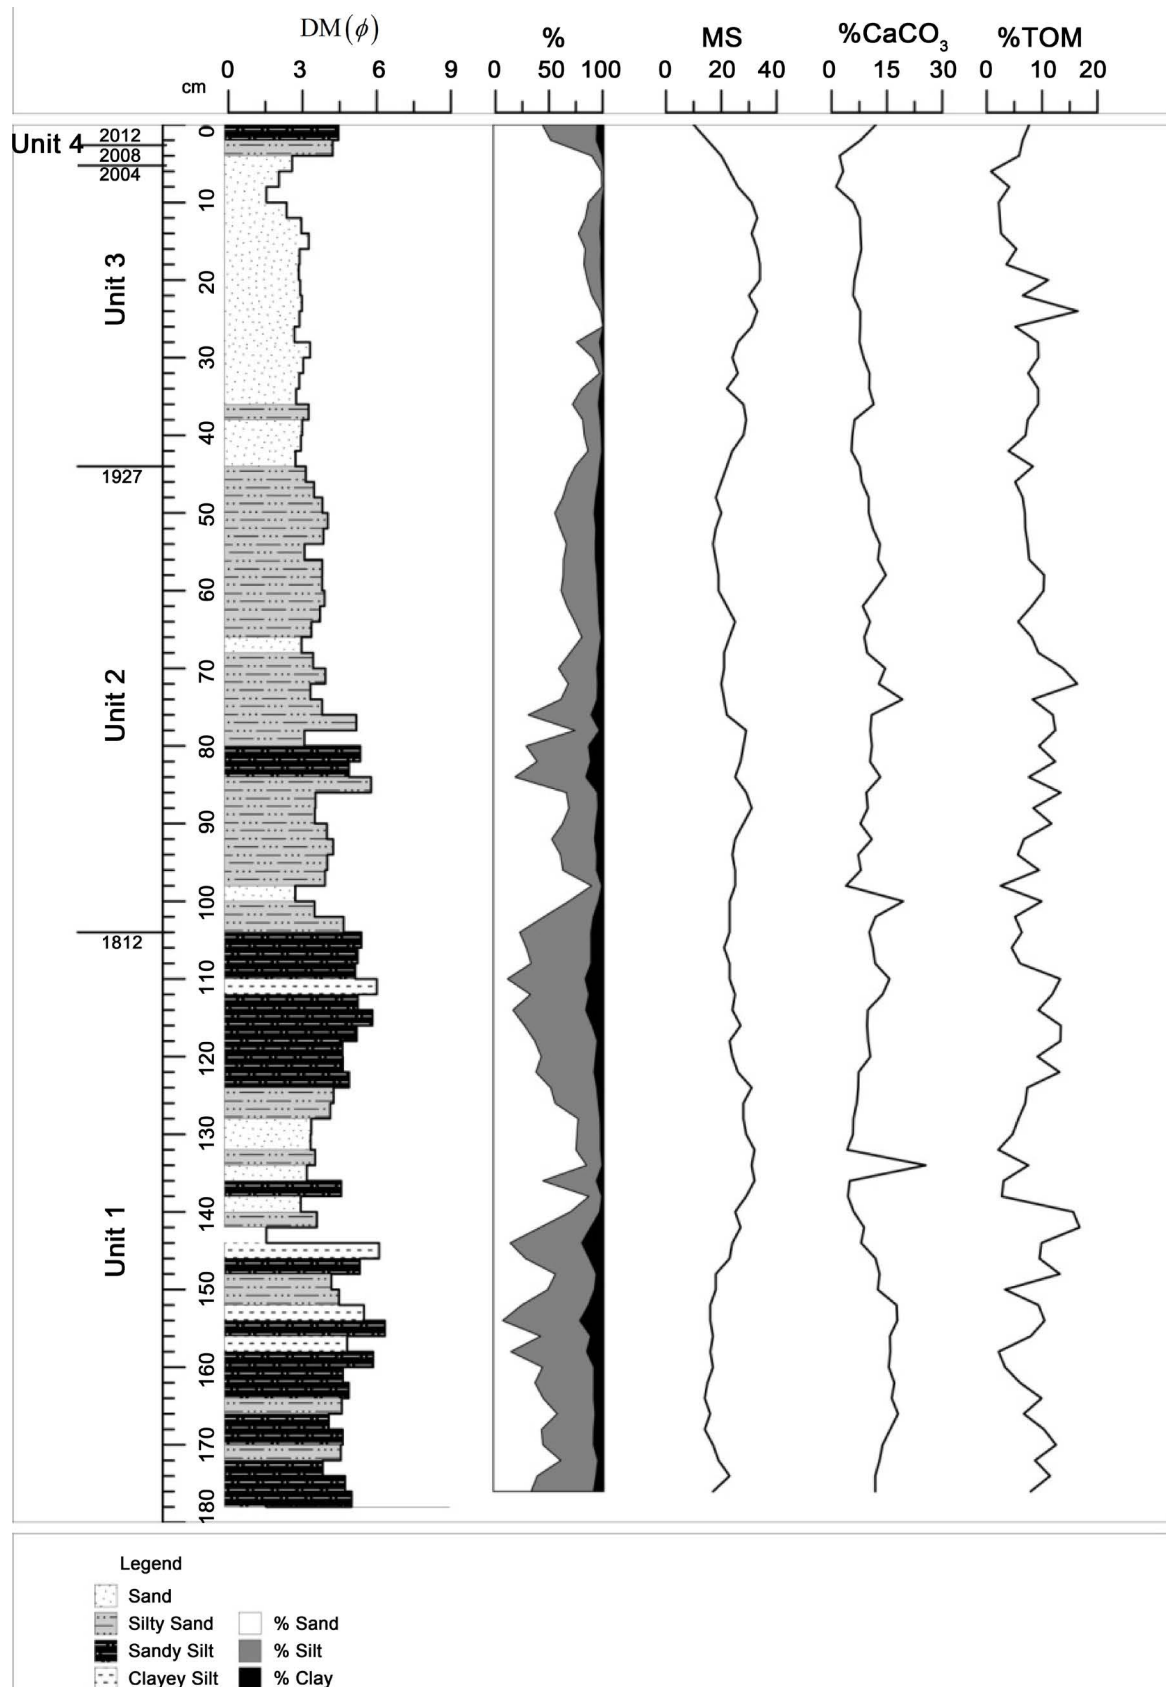 DM(ϕ)
% MS %CaCO₃ %TOM
0 3 6 9 0 50 100 0 20 40 0 15 30 0 10 20
cm
Unit 4
2012
2008
2004
0
10
Unit 3
20
30
40
1927
50
60
Unit 2
70
80
90
100
1812
110
120
130
140
Unit 1
150
160
170
180
Legend
Sand
Silty Sand % Sand
Sandy Silt % Silt
Clayey Silt % Clay